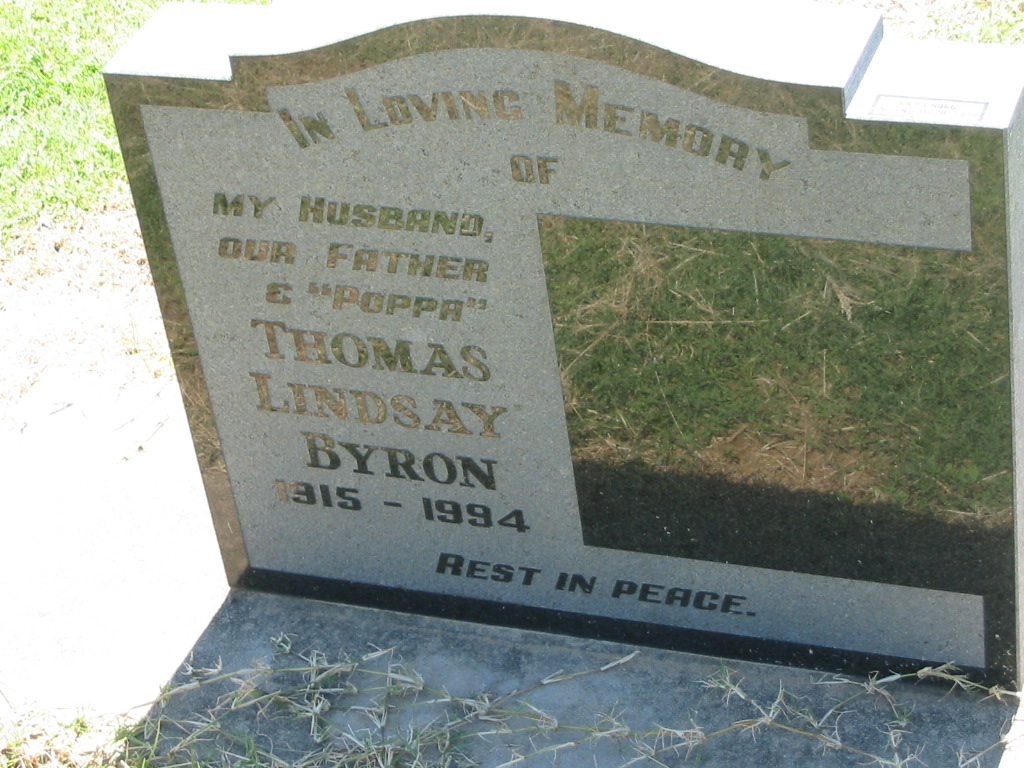 In Loving Memory
OF
MY HUSBAND,
OUR FATHER
& "POPPA"
THOMAS
LINDSAY
BYRON
1915 - 1994
REST IN PEACE.